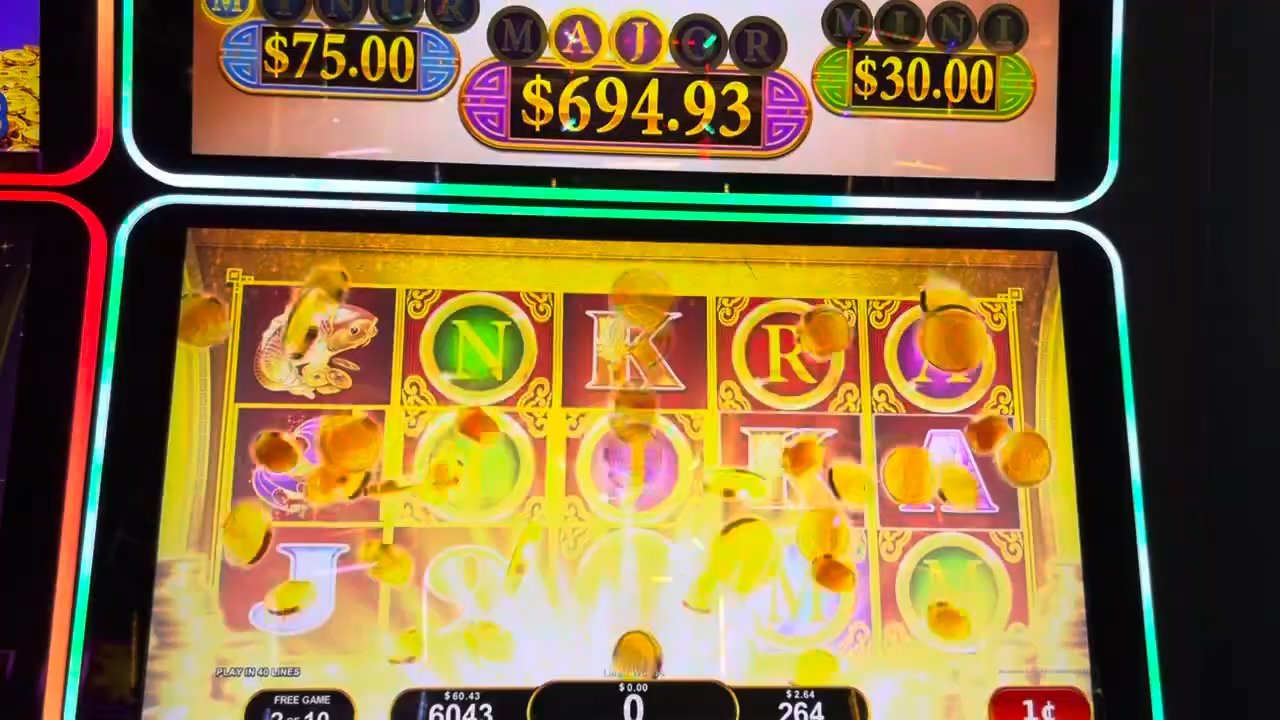 MINOR
MAJOR
MINI
$75.00
$694.93
$30.00
N K R A
J K A
J M M
PLAY IN 40 LINES
FREE GAME
$60.43
$0.00
$2.64
6043
0
264
1¢